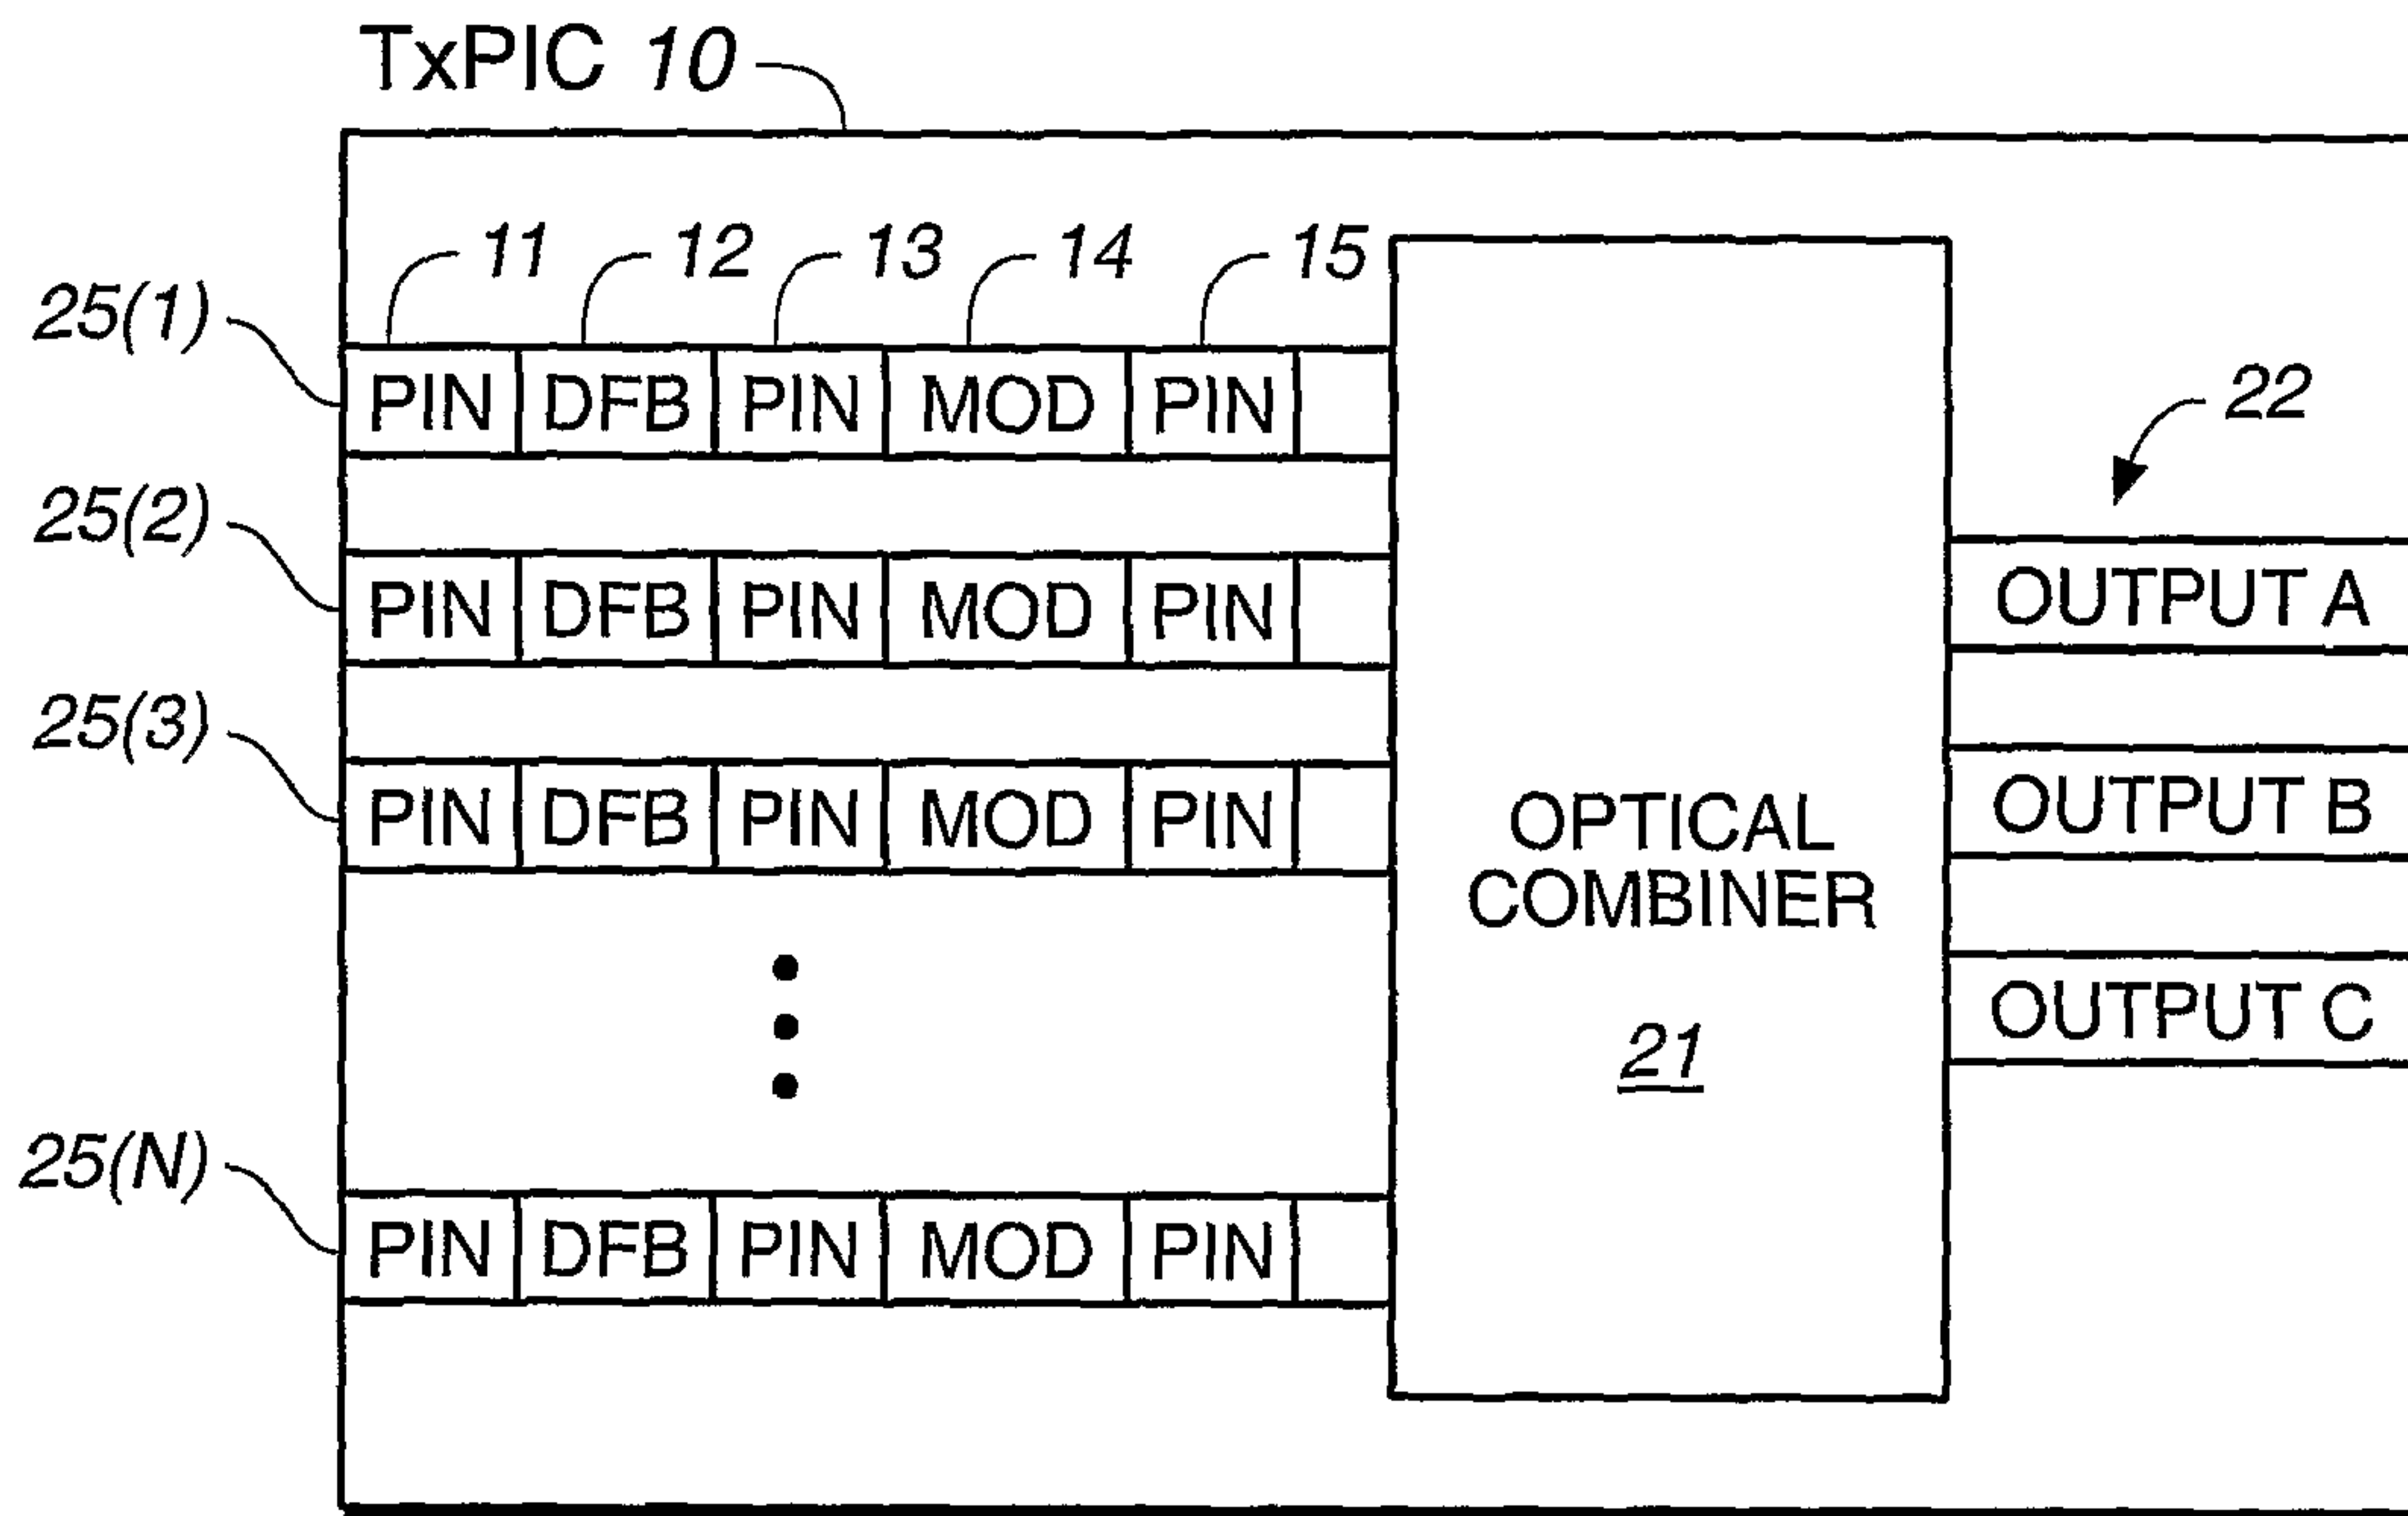 TxPIC 10
11 12 13 14 15
25(1)
PIN DFB PIN MOD PIN
22
25(2)
PIN DFB PIN MOD PIN
OUTPUT A
25(3)
PIN DFB PIN MOD PIN
OUTPUT B
OPTICAL
COMBINER
21
OUTPUT C
25(N)
PIN DFB PIN MOD PIN